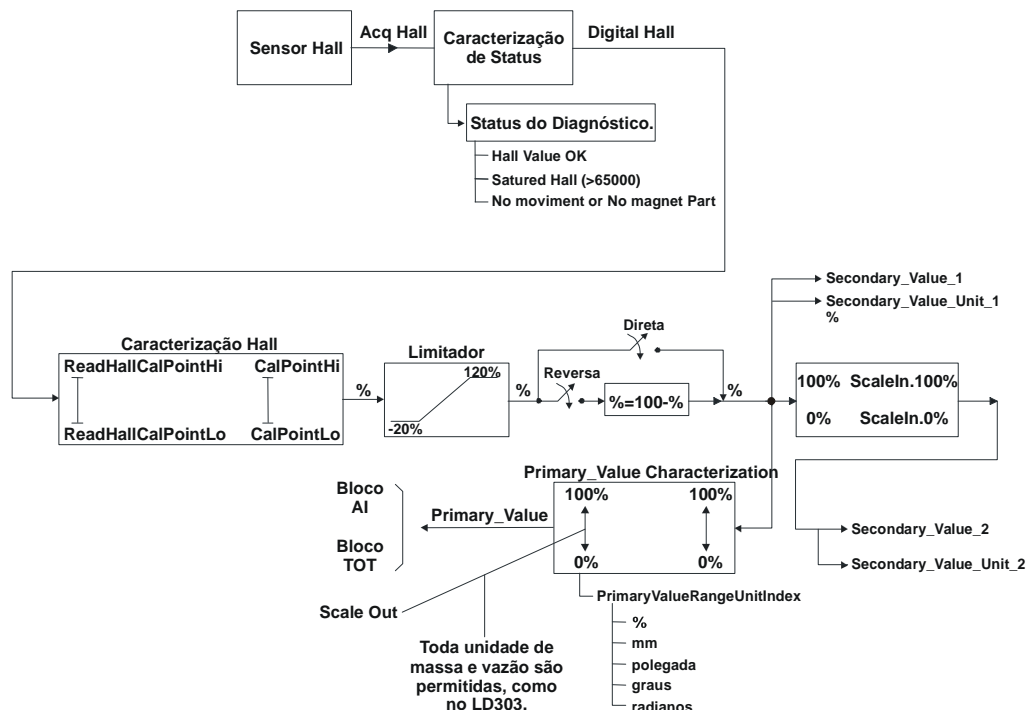 Sensor Hall
Acq Hall
Caracterização
de Status
Digital Hall
Status do Diagnóstico.
Hall Value OK
Satured Hall (>65000)
No moviment or No magnet Part
Secondary_Value_1
Secondary_Value_Unit_1
%
Caracterização Hall
ReadHallCalPointHi
CalPointHi
ReadHallCalPointLo
CalPointLo
%
Limitador
120%
-20%
%
Direta
Reversa
%=100-%
%
100% ScaleIn.100%
0% ScaleIn.0%
Secondary_Value_2
Secondary_Value_Unit_2
Primary_Value Characterization
100%
100%
0%
0%
Primary_Value
Bloco
AI
Bloco
TOT
Scale Out
PrimaryValueRangeUnitIndex
%
mm
polegada
graus
radianos
Toda unidade de
massa e vazão são
permitidas, como
no LD303.